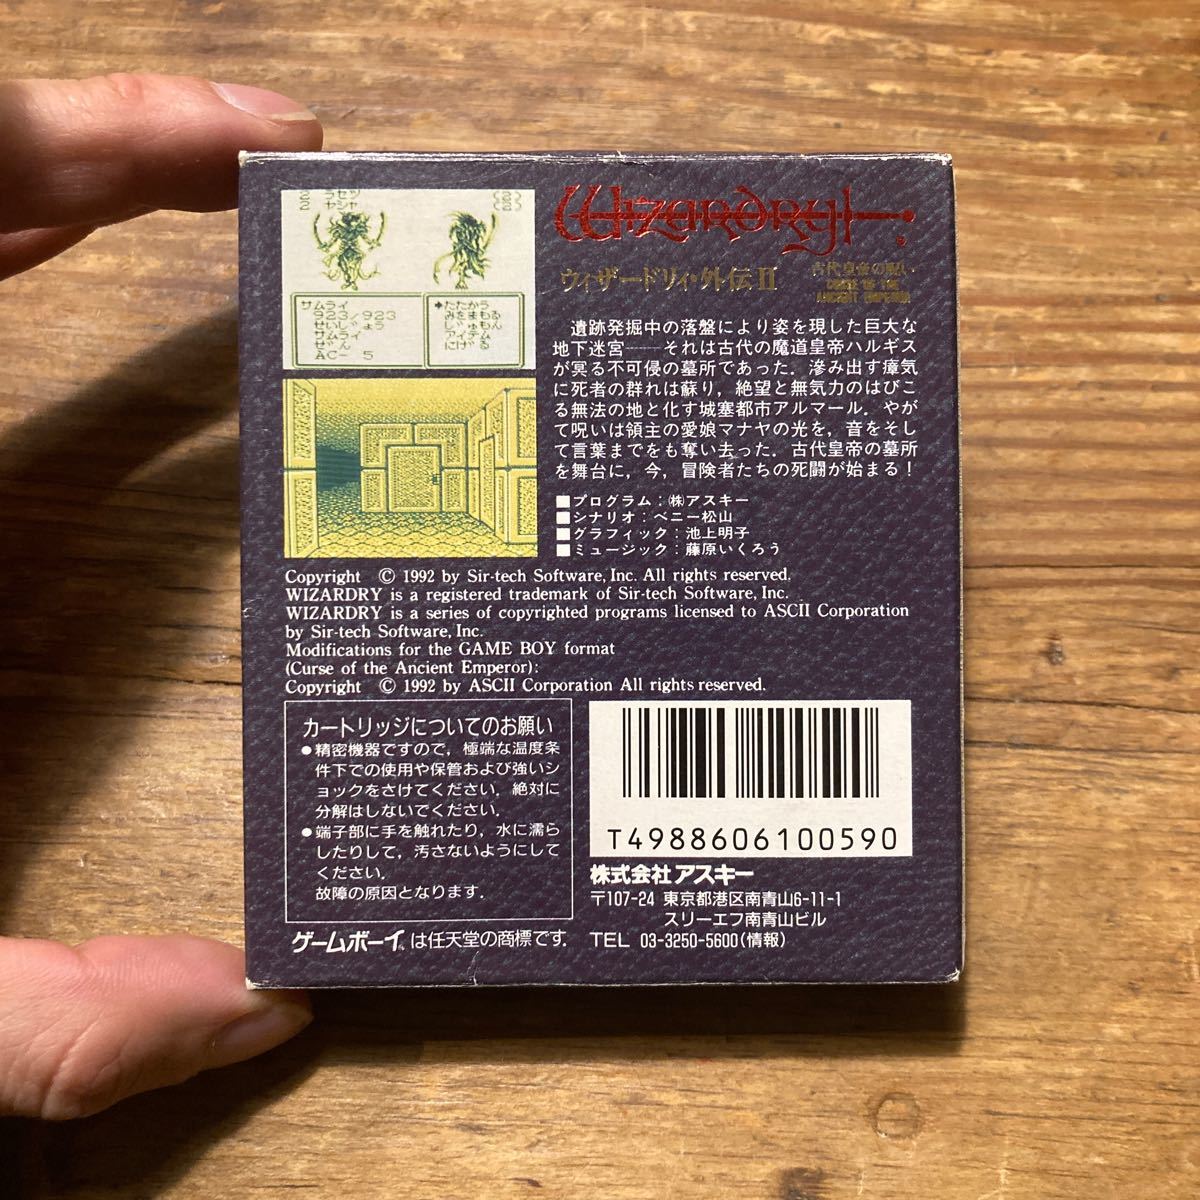 2 ラセツ (2)
2 ヤシャ (2)
サムライ
923/923
せいじょう
サムライ
ぜん
AC- 5
たたかう
みをまもる
じゅもん
アイテム
にげる
Wizardry
ウィザードリィ・外伝II
古代皇帝の呪い
CURSE OF THE
ANCIENT EMPEROR
遺跡発掘中の落盤により姿を現した巨大な
地下迷宮――それは古代の魔道皇帝ハルギス
が冥る不可侵の墓所であった．滲み出す瘴気
に死者の群れは蘇り，絶望と無気力のはびこ
る無法の地と化す城塞都市アルマール．やが
て呪いは領主の愛娘マナヤの光を，音をそし
て言葉までをも奪い去った．古代皇帝の墓所
を舞台に，今，冒険者たちの死闘が始まる！
■プログラム：㈱アスキー
■シナリオ：ベニー松山
■グラフィック：池上明子
■ミュージック：藤原いくろう
Copyright © 1992 by Sir-tech Software, Inc. All rights reserved.
WIZARDRY is a registered trademark of Sir-tech Software, Inc.
WIZARDRY is a series of copyrighted programs licensed to ASCII Corporation
by Sir-tech Software, Inc.
Modifications for the GAME BOY format
(Curse of the Ancient Emperor):
Copyright © 1992 by ASCII Corporation All rights reserved.
カートリッジについてのお願い
●精密機器ですので，極端な温度条
件下での使用や保管および強いシ
ョックをさけてください．絶対に
分解はしないでください．
●端子部に手を触れたり，水に濡ら
したりして，汚さないようにして
ください．
故障の原因となります．
ゲームボーイ は任天堂の商標です．
T4988606100590
株式会社アスキー
〒107-24 東京都港区南青山6-11-1
スリーエフ南青山ビル
TEL 03-3250-5600(情報)